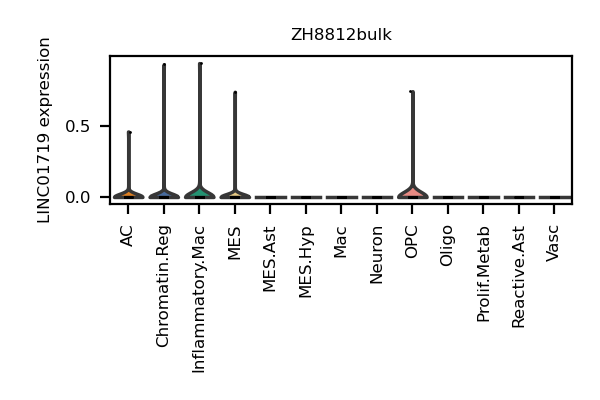 ZH8812bulk
LINC01719 expression
0.5
0.0
AC
Chromatin.Reg
Inflammatory.Mac
MES
MES.Ast
MES.Hyp
Mac
Neuron
OPC
Oligo
Prolif.Metab
Reactive.Ast
Vasc